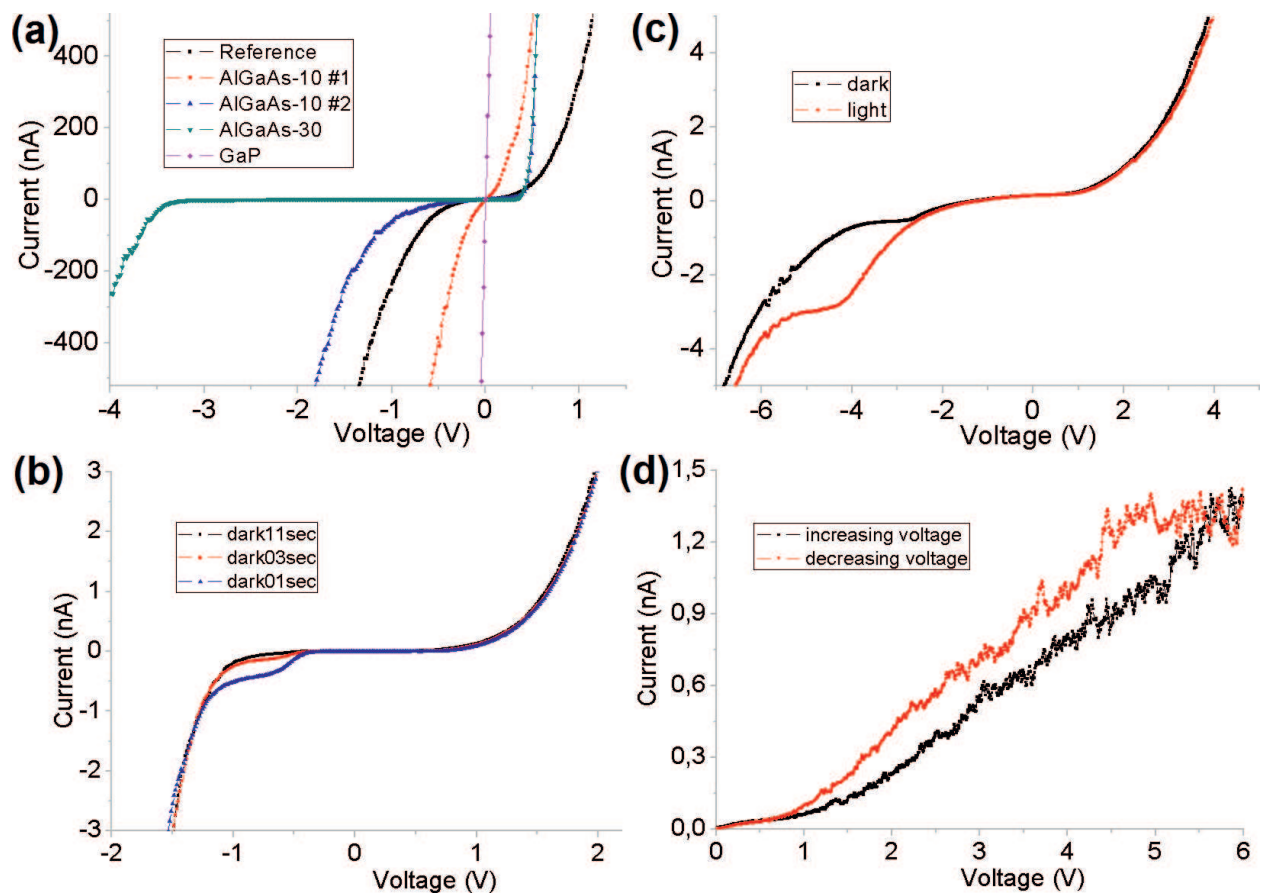 (a)
Reference
AlGaAs-10 #1
AlGaAs-10 #2
AlGaAs-30
GaP
400
200
0
-200
-400
Current (nA)
-4
-3
-2
-1
0
1
Voltage (V)
(c)
dark
light
4
2
0
-2
-4
Current (nA)
-6
-4
-2
0
2
4
Voltage (V)
(b)
dark11sec
dark03sec
dark01sec
3
2
1
0
-1
-2
-3
Current (nA)
-2
-1
0
1
2
Voltage (V)
(d)
increasing voltage
decreasing voltage
1,5
1,2
0,9
0,6
0,3
0,0
Current (nA)
0
1
2
3
4
5
6
Voltage (V)